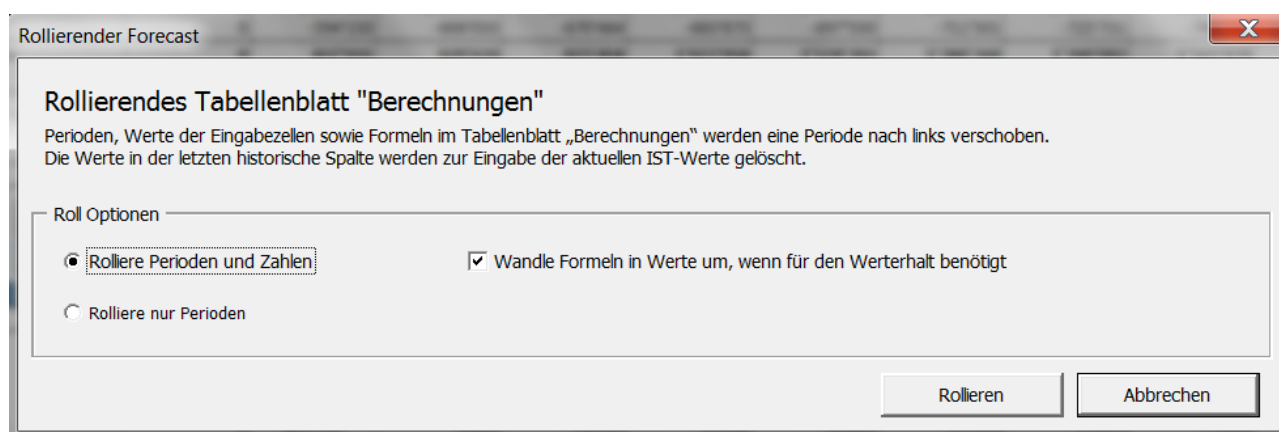 Rollierender Forecast
Rollierendes Tabellenblatt "Berechnungen"
Perioden, Werte der Eingabezellen sowie Formeln im Tabellenblatt „Berechnungen“ werden eine Periode nach links verschoben.
Die Werte in der letzten historische Spalte werden zur Eingabe der aktuellen IST-Werte gelöscht.
Roll Optionen
Rolliere Perioden und Zahlen
Wandle Formeln in Werte um, wenn für den Werterhalt benötigt
Rolliere nur Perioden
Rollieren
Abbrechen